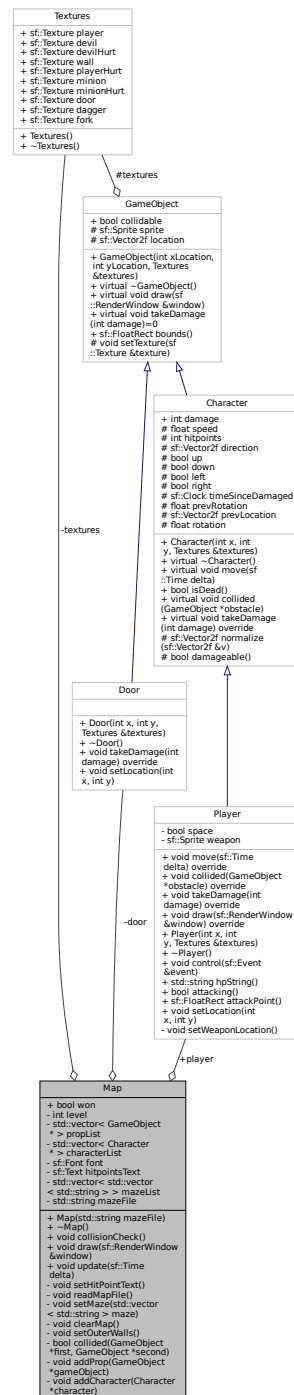 Textures
+ sf::Texture player
+ sf::Texture devil
+ sf::Texture devilHurt
+ sf::Texture wall
+ sf::Texture playerHurt
+ sf::Texture minion
+ sf::Texture minionHurt
+ sf::Texture door
+ sf::Texture dagger
+ sf::Texture fork
+ Textures()
+ ~Textures()
#textures
GameObject
+ bool collidable
# sf::Sprite sprite
# sf::Vector2f location
+ GameObject(int xLocation,
int yLocation, Textures
&textures)
+ virtual ~GameObject()
+ virtual void draw(sf
::RenderWindow &window)
+ virtual void takeDamage
(int damage)=0
+ sf::FloatRect bounds()
# void setTexture(sf
::Texture &texture)
Character
+ int damage
# float speed
# int hitpoints
# sf::Vector2f direction
# bool up
# bool down
# bool left
# bool right
# sf::Clock timeSinceDamaged
# float prevRotation
# sf::Vector2f prevLocation
# float rotation
+ Character(int x, int
y, Textures &textures)
+ virtual ~Character()
+ virtual void move(sf
::Time delta)
+ bool isDead()
+ virtual void collided
(GameObject *obstacle)
+ virtual void takeDamage
(int damage) override
# sf::Vector2f normalize
(sf::Vector2f &v)
# bool damageable()
-textures
Door
+ Door(int x, int y,
Textures &textures)
+ ~Door()
+ void takeDamage(int
damage) override
+ void setLocation(int
x, int y)
Player
- bool space
- sf::Sprite weapon
+ void move(sf::Time
delta) override
+ void collided(GameObject
*obstacle) override
+ void takeDamage(int
damage) override
+ void draw(sf::RenderWindow
&window) override
+ Player(int x, int
y, Textures &textures)
+ ~Player()
+ void control(sf::Event
&event)
+ std::string hpString()
+ bool attacking()
+ sf::FloatRect attackPoint()
+ void setLocation(int
x, int y)
- void setWeaponLocation()
-door
+player
Map
+ bool won
- int level
- std::vector< GameObject
* > propList
- std::vector< Character
* > characterList
- sf::Font font
- sf::Text hitpointsText
- std::vector< std::vector
< std::string > > mazeList
- std::string mazeFile
+ Map(std::string mazeFile)
+ ~Map()
+ void collisionCheck()
+ void draw(sf::RenderWindow
&window)
+ void update(sf::Time
delta)
- void setHitPointText()
- void readMapFile()
- void setMaze(std::vector
< std::string > maze)
- void clearMap()
- void setOuterWalls()
- bool collided(GameObject
*first, GameObject *second)
- void addProp(GameObject
*gameObject)
- void addCharacter(Character
*character)